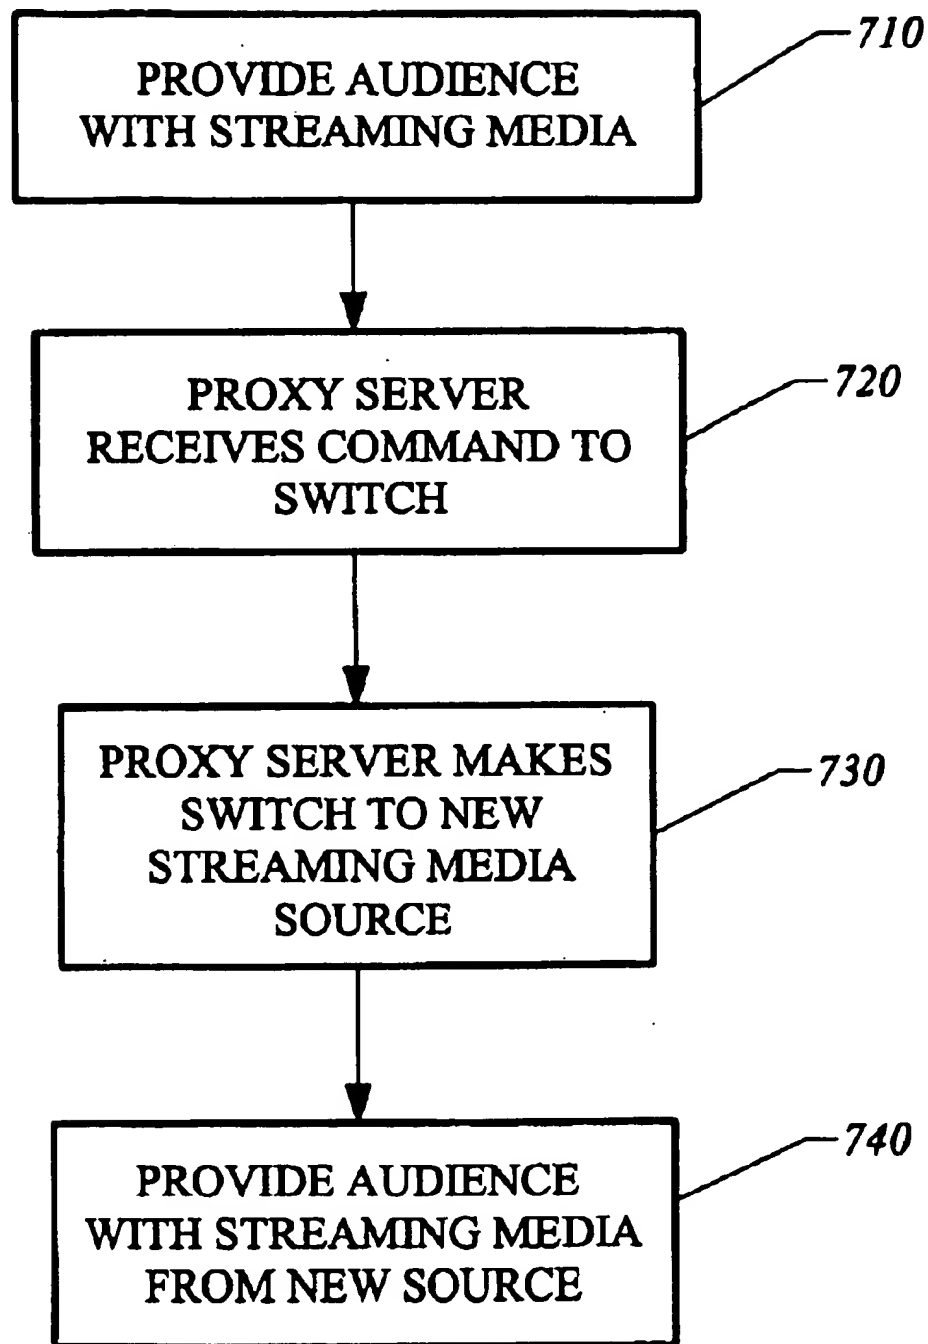 710
PROVIDE AUDIENCE
WITH STREAMING MEDIA
720
PROXY SERVER
RECEIVES COMMAND TO
SWITCH
730
PROXY SERVER MAKES
SWITCH TO NEW
STREAMING MEDIA
SOURCE
740
PROVIDE AUDIENCE
WITH STREAMING MEDIA
FROM NEW SOURCE